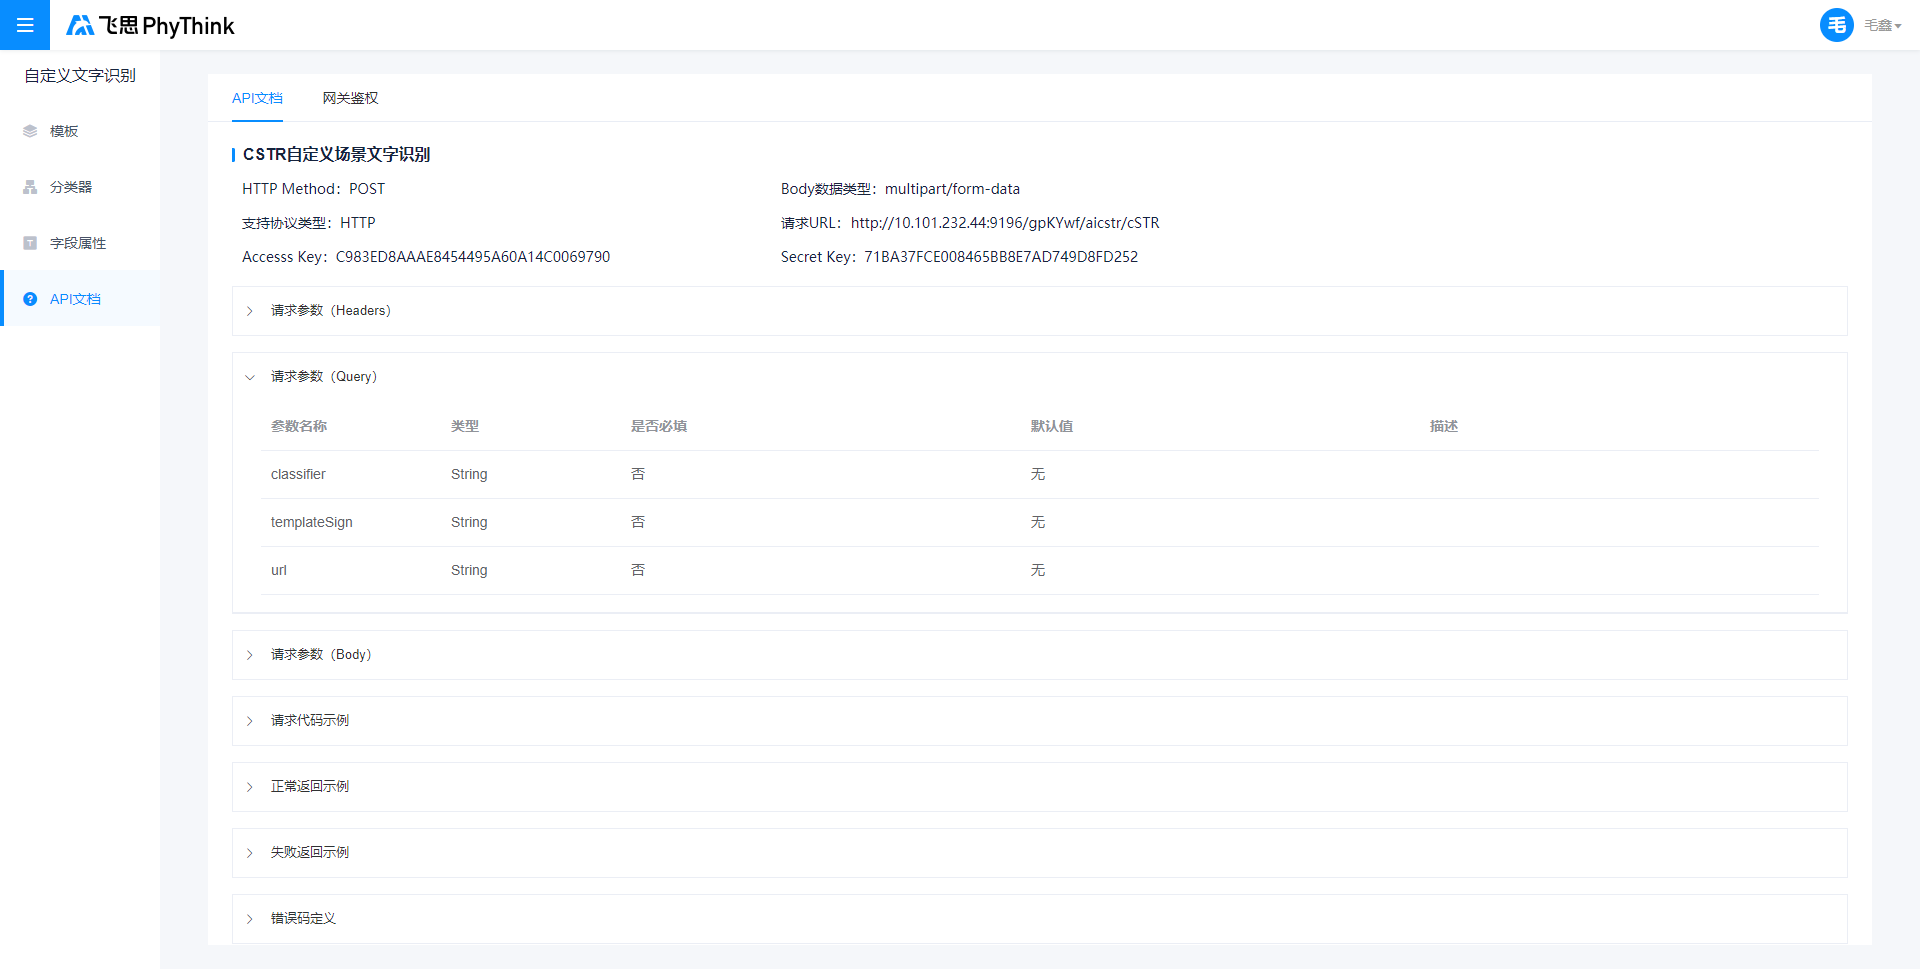 飞思 PhyThink
毛 毛鑫
自定义文字识别
模板
分类器
字段属性
API文档
API文档 网关鉴权
CSTR自定义场景文字识别
HTTP Method：POST Body数据类型：multipart/form-data
支持协议类型：HTTP 请求URL：http://10.101.232.44:9196/gpKYwf/aicstr/cSTR
Accesss Key：C983ED8AAAE8454495A60A14C0069790 Secret Key：71BA37FCE008465BB8E7AD749D8FD252
请求参数（Headers）
请求参数（Query）
参数名称 类型 是否必填 默认值 描述
classifier String 否 无
templateSign String 否 无
url String 否 无
请求参数（Body）
请求代码示例
正常返回示例
失败返回示例
错误码定义